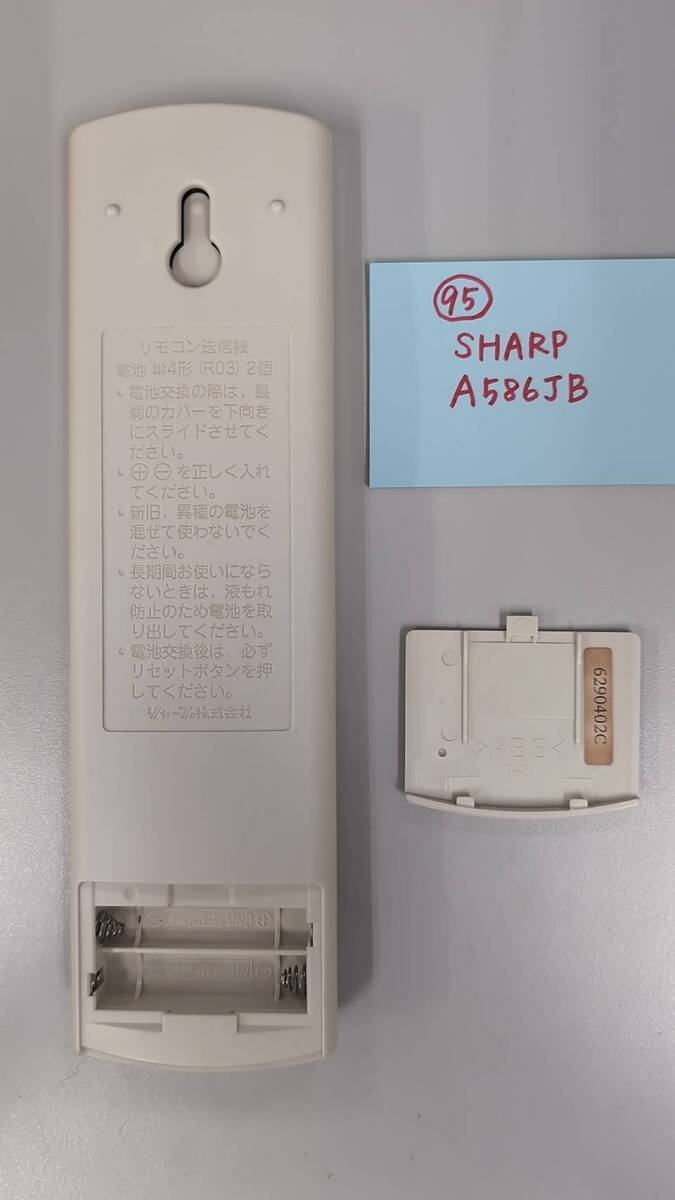 リモコン送信機
電池 単4形 (R03) 2個
• 電池交換の際は、裏
側のカバーを下向き
にスライドさせてく
ださい。
• ⊕⊖を正しく入れ
てください。
• 新旧、異種の電池を
混ぜて使わないでく
ださい。
• 長期間お使いになら
ないときは、液もれ
防止のため電池を取
り出してください。
• 電池交換後は、必ず
リセットボタンを押
してください。
シャープ株式会社
95
SHARP
A586JB
6290402C
>ABS<